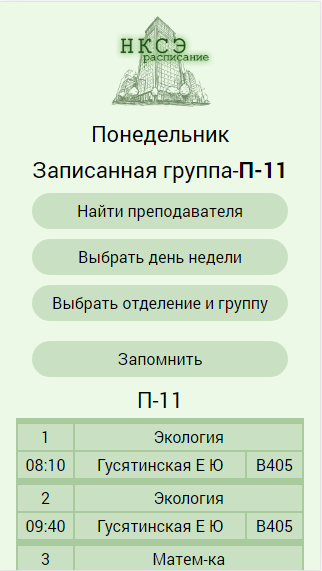 НКСЭ
расписание
Понедельник
Записанная группа-П-11
Найти преподавателя
Выбрать день недели
Выбрать отделение и группу
Запомнить
П-11
1 Экология
08:10 Гусятинская Е Ю В405
2 Экология
09:40 Гусятинская Е Ю В405
3 Матем-ка